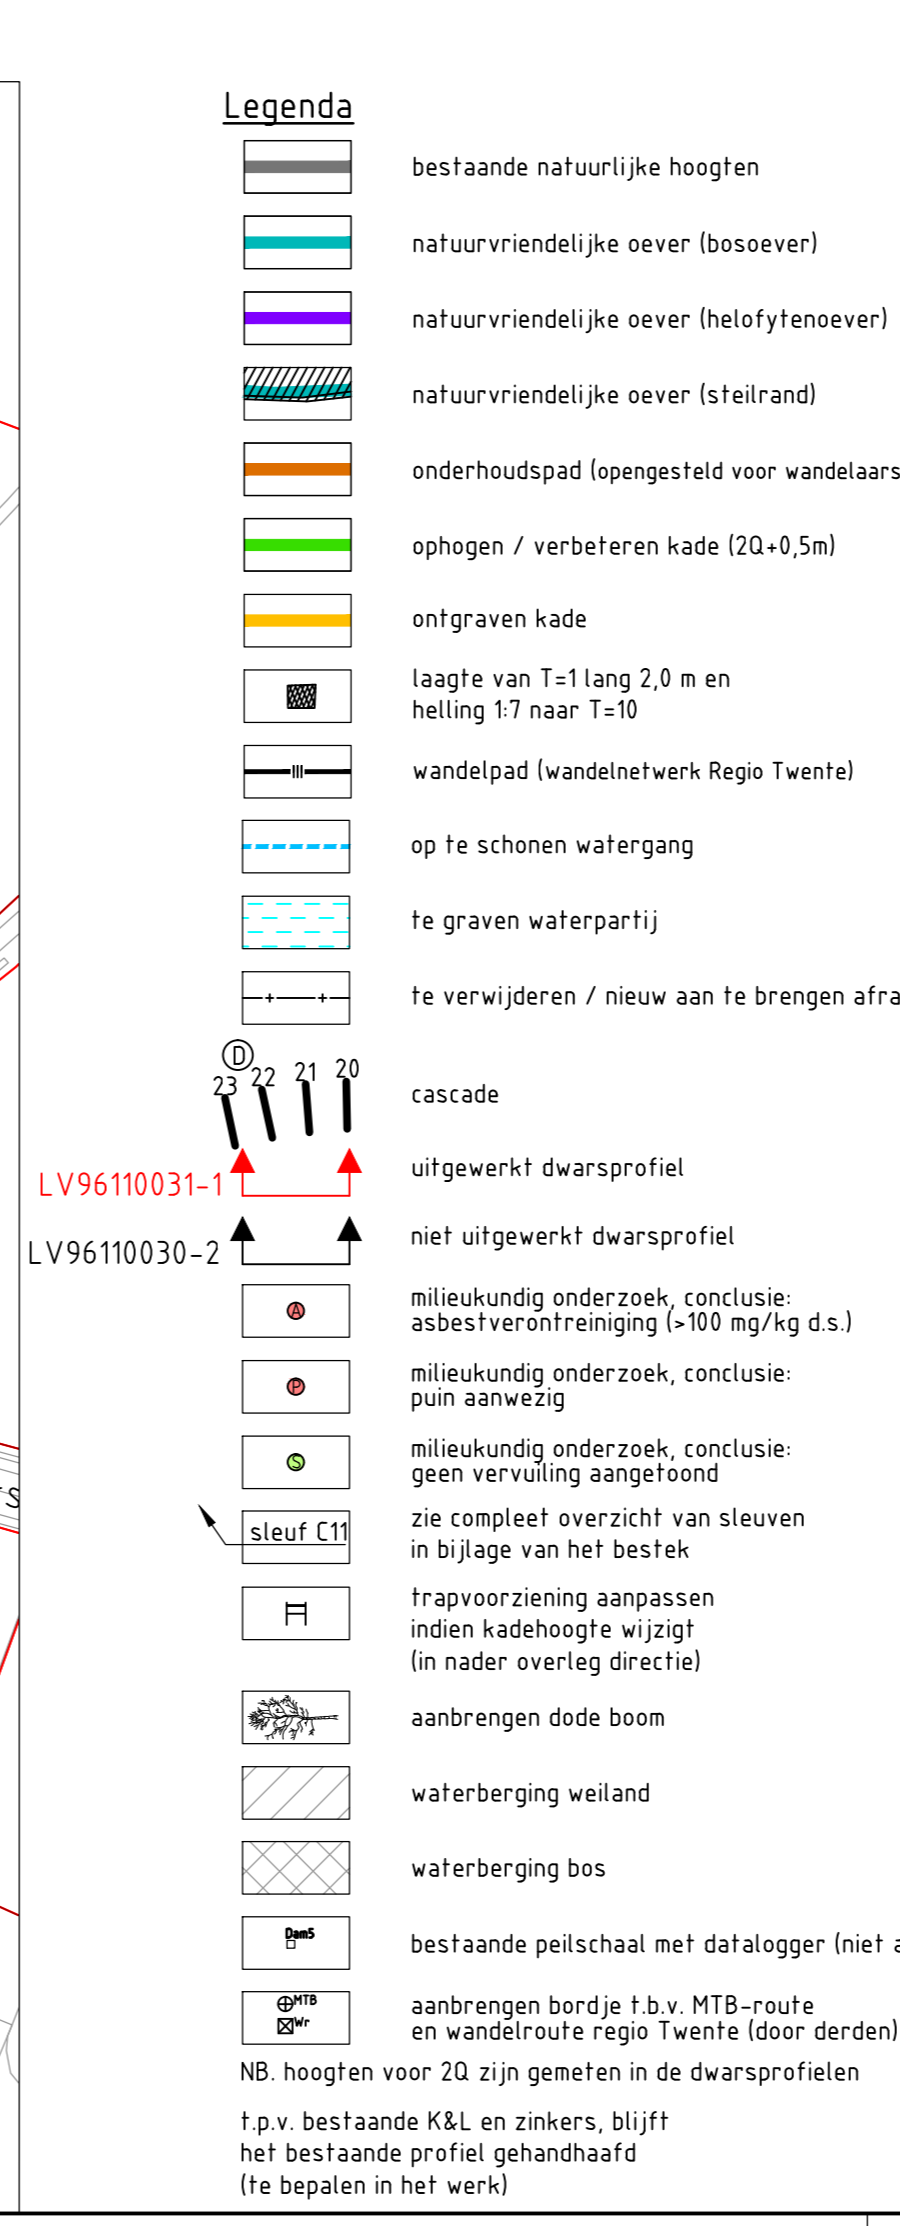 Legenda
bestaande natuurlijke hoogten
natuurvriendelijke oever (bosoever)
natuurvriendelijke oever (helofytenoever)
natuurvriendelijke oever (steilrand)
onderhoudspad (opengesteld voor wandelaars
ophogen / verbeteren kade (2Q+0,5m)
ontgraven kade
laagte van T=1 lang 2,0 m en
helling 1:7 naar T=10
wandelpad (wandelnetwerk Regio Twente)
op te schonen watergang
te graven waterpartij
te verwijderen / nieuw aan te brengen afra
D
23 22 21 20
cascade
LV96110031-1
uitgewerkt dwarsprofiel
LV96110030-2
niet uitgewerkt dwarsprofiel
A
milieukundig onderzoek, conclusie:
asbestverontreiniging (>100 mg/kg d.s.)
P
milieukundig onderzoek, conclusie:
puin aanwezig
S
milieukundig onderzoek, conclusie:
geen vervuiling aangetoond
sleuf C11
zie compleet overzicht van sleuven
in bijlage van het bestek
trapvoorziening aanpassen
indien kadehoogte wijzigt
(in nader overleg directie)
aanbrengen dode boom
waterberging weiland
waterberging bos
Dam5
bestaande peilschaal met datalogger (niet a
MTB
Wr
aanbrengen bordje t.b.v. MTB-route
en wandelroute regio Twente (door derden)
NB. hoogten voor 2Q zijn gemeten in de dwarsprofielen
t.p.v. bestaande K&L en zinkers, blijft
het bestaande profiel gehandhaafd
(te bepalen in het werk)